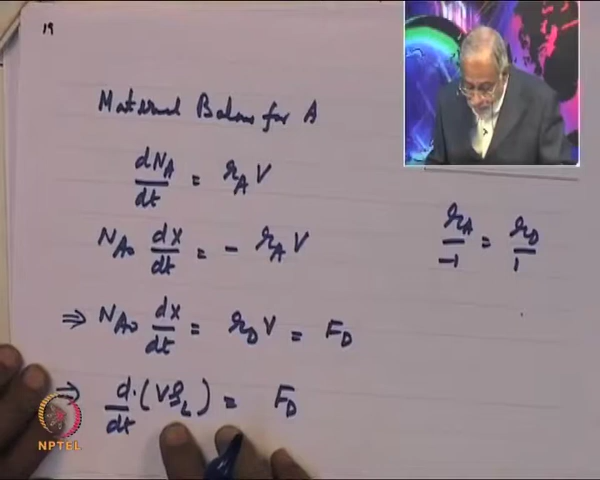 19
Material Balance for A
dN_A/dt = r_A V
N_A0 dx/dt = - r_A V
r_A/-1 = r_D/1
⇒ N_A0 dx/dt = r_D V = F_D
⇒ d/dt (Vρ_L) = F_D
NPTEL